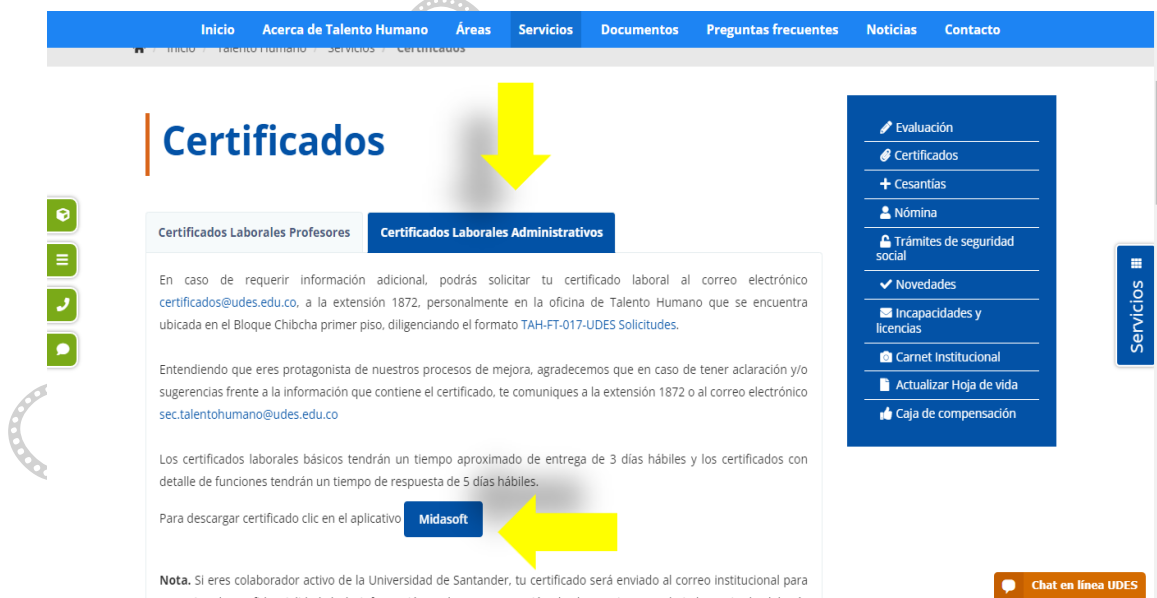 Inicio Acerca de Talento Humano Áreas Servicios Documentos Preguntas frecuentes Noticias Contacto
/ Inicio / Talento Humano / Servicios / Certificados
Certificados
Evaluación
Certificados
Cesantías
Nómina
Trámites de seguridad
social
Novedades
Incapacidades y
licencias
Carnet Institucional
Actualizar Hoja de vida
Caja de compensación
Servicios
Certificados Laborales Profesores Certificados Laborales Administrativos
En caso de requerir información adicional, podrás solicitar tu certificado laboral al correo electrónico
certificados@udes.edu.co, a la extensión 1872, personalmente en la oficina de Talento Humano que se encuentra
ubicada en el Bloque Chibcha primer piso, diligenciando el formato TAH-FT-017-UDES Solicitudes.
Entendiendo que eres protagonista de nuestros procesos de mejora, agradecemos que en caso de tener aclaración y/o
sugerencias frente a la información que contiene el certificado, te comuniques a la extensión 1872 o al correo electrónico
sec.talentohumano@udes.edu.co
Los certificados laborales básicos tendrán un tiempo aproximado de entrega de 3 días hábiles y los certificados con
detalle de funciones tendrán un tiempo de respuesta de 5 días hábiles.
Para descargar certificado clic en el aplicativo Midasoft
Nota. Si eres colaborador activo de la Universidad de Santander, tu certificado será enviado al correo institucional para
Chat en línea UDES